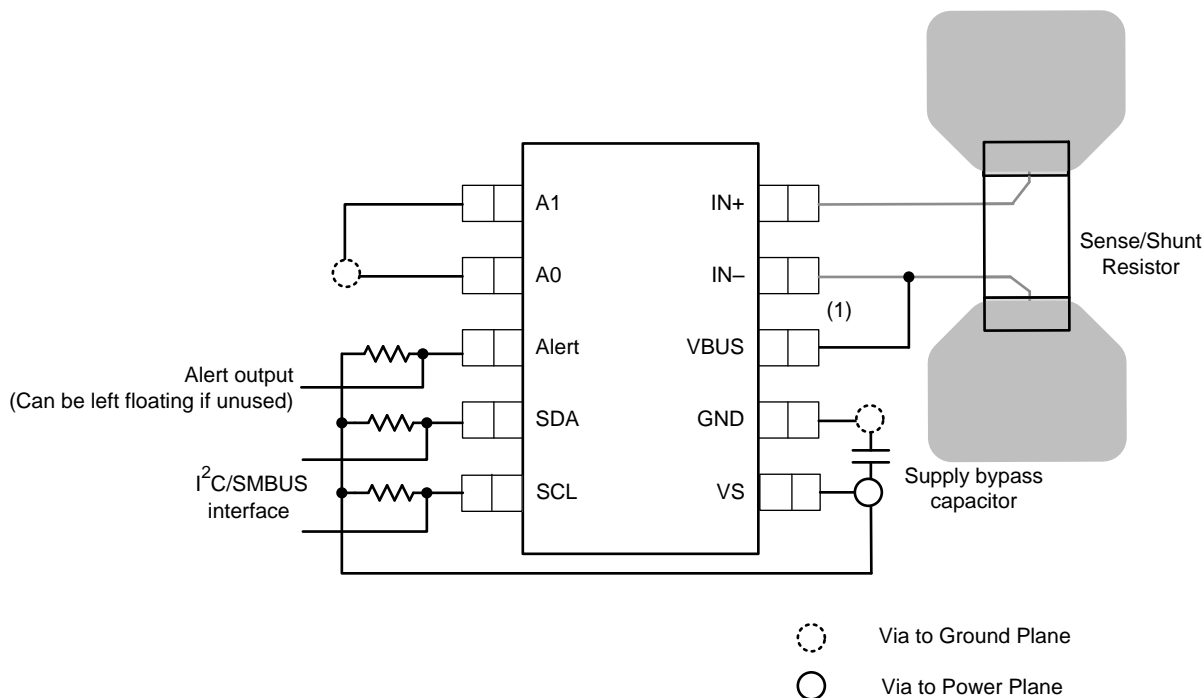 A1
A0
Alert
SDA
SCL
IN+
IN–
(1)
VBUS
GND
VS
Sense/Shunt
Resistor
Alert output
(Can be left floating if unused)
I2C/SMBUS
interface
Supply bypass
capacitor
Via to Ground Plane
Via to Power Plane